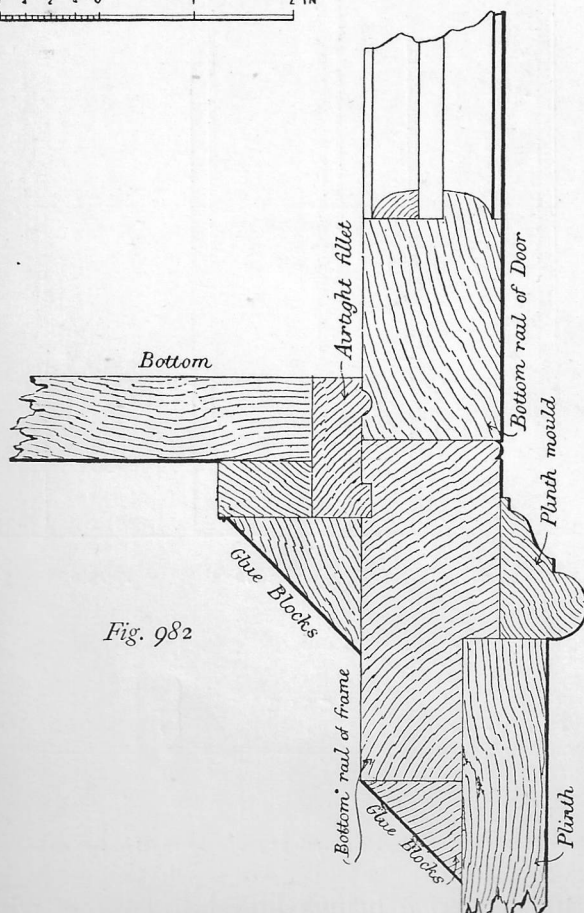 2 IN
Bottom
Airtight fillet
Bottom rail of Door
Plinth mould
Glue Blocks
Fig. 982
Bottom rail of frame
Glue Blocks
Plinth